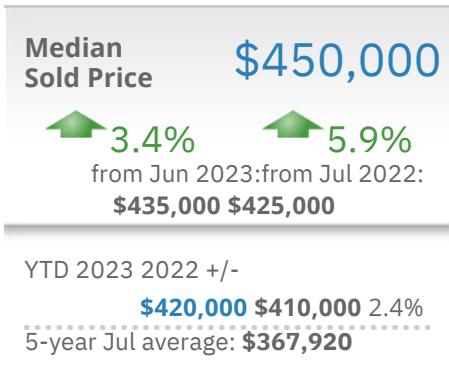 Median
Sold Price
$450,000
3.4%
5.9%
from Jun 2023:from Jul 2022:
$435,000 $425,000
YTD 2023 2022 +/-
$420,000 $410,000 2.4%
5-year Jul average: $367,920